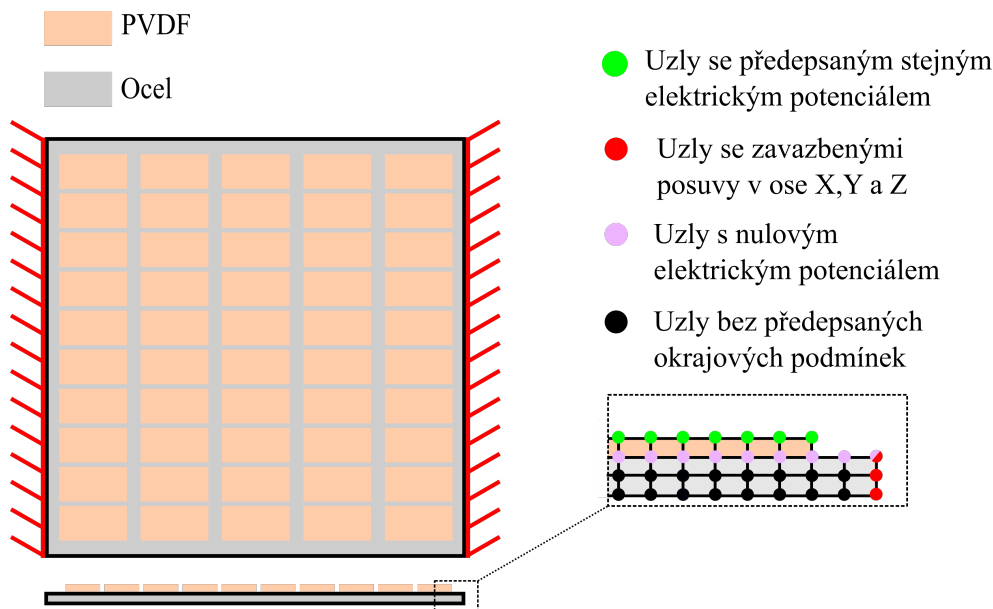 PVDF
Ocel
Uzly se předepsaným stejným
elektrickým potenciálem
Uzly se zavazbenými
posuvy v ose X,Y a Z
Uzly s nulovým
elektrickým potenciálem
Uzly bez předepsaných
okrajových podmínek